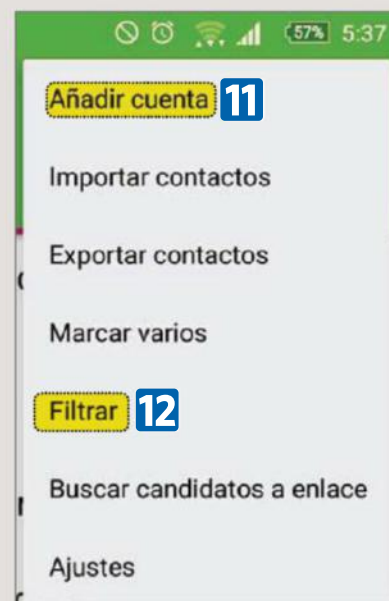 57% 5:37
Añadir cuenta 11
Importar contactos
Exportar contactos
Marcar varios
Filtrar 12
Buscar candidatos a enlace
Ajustes